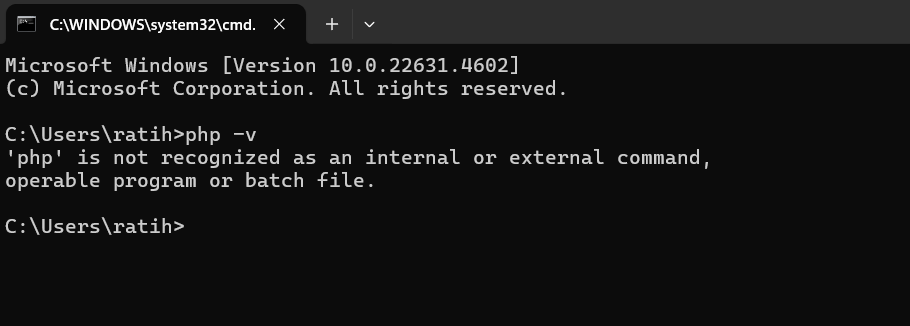 C:\WINDOWS\system32\cmd.
Microsoft Windows [Version 10.0.22631.4602]
(c) Microsoft Corporation. All rights reserved.
C:\Users\ratih>php -v
'php' is not recognized as an internal or external command,
operable program or batch file.
C:\Users\ratih>